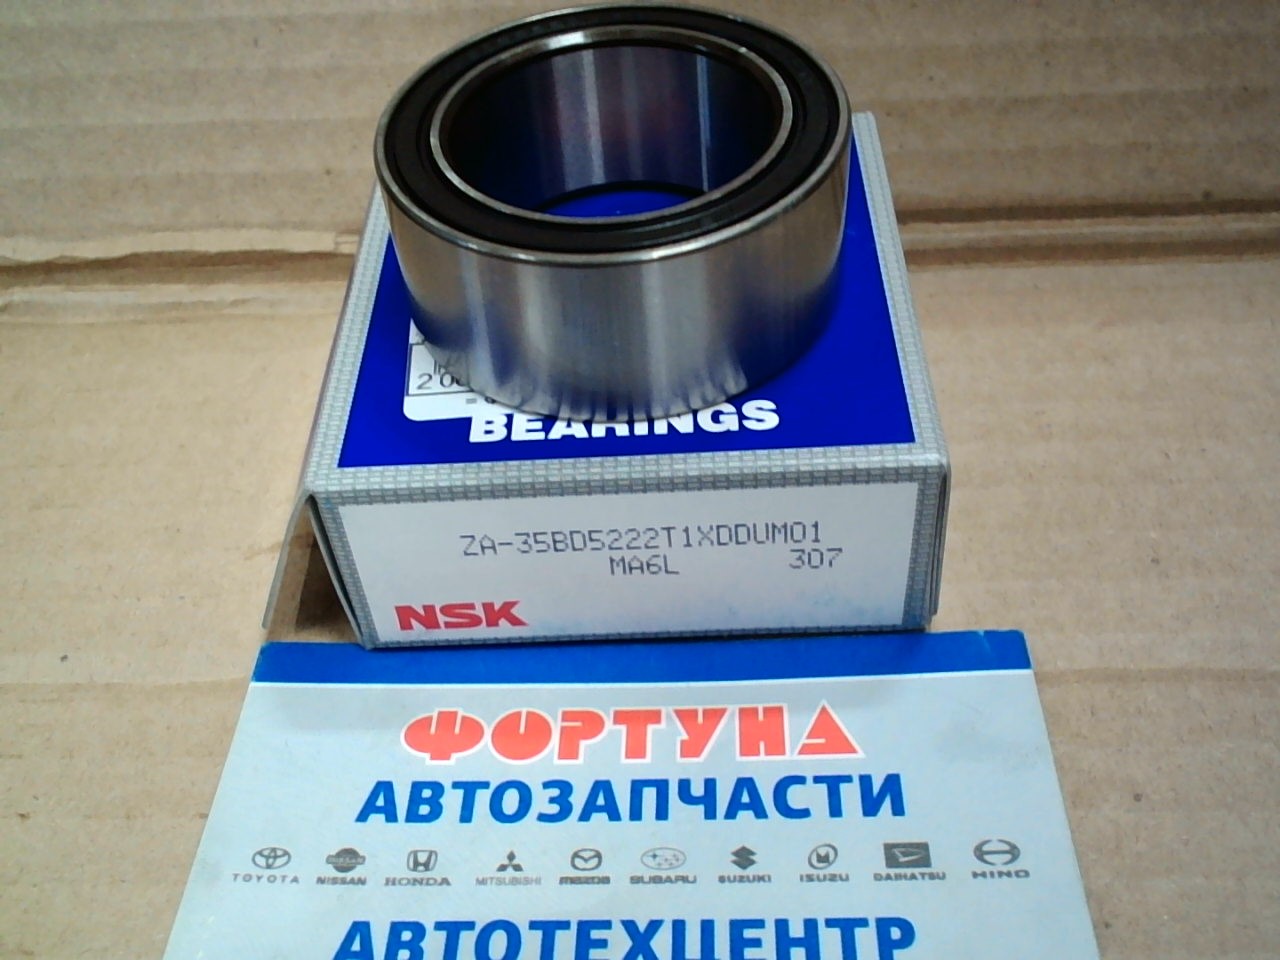 BEARINGS
ZA-35BD5222T1XDDUM01
MA6L 307
NSK
ФОРТУНА
АВТОЗАПЧАСТИ
TOYOTA NISSAN HONDA MITSUBISHI mazda SUBARU SUZUKI ISUZU DAIHATSU HINO
АВТОТЕХЦЕНТР